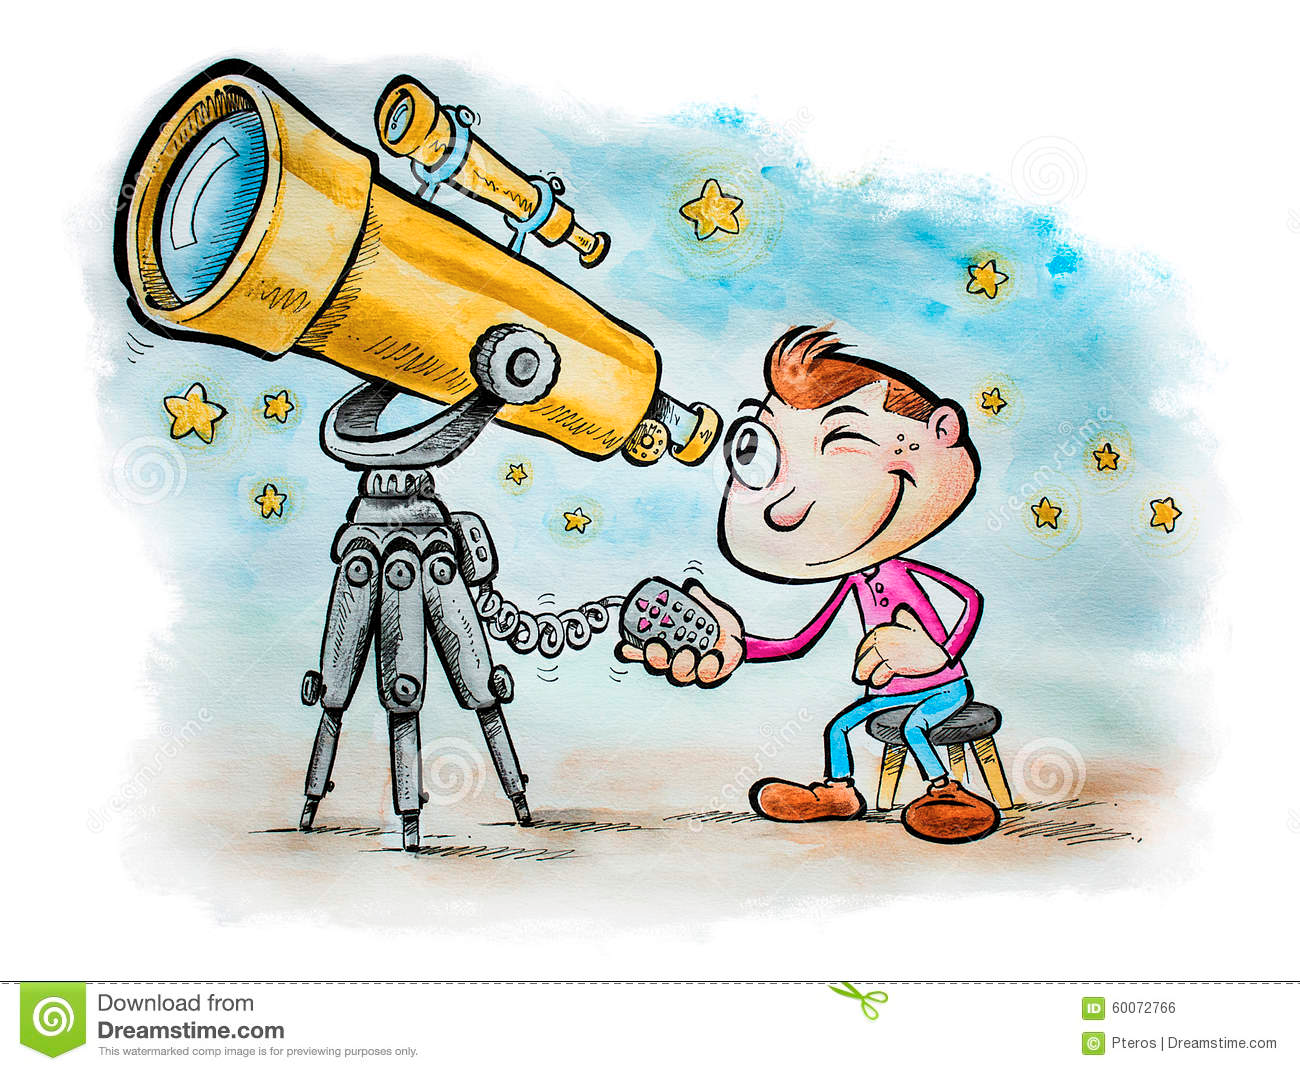 Download from
Dreamstime.com
This watermarked comp image is for previewing purposes only.
ID 60072766
© Pteros | Dreamstime.com